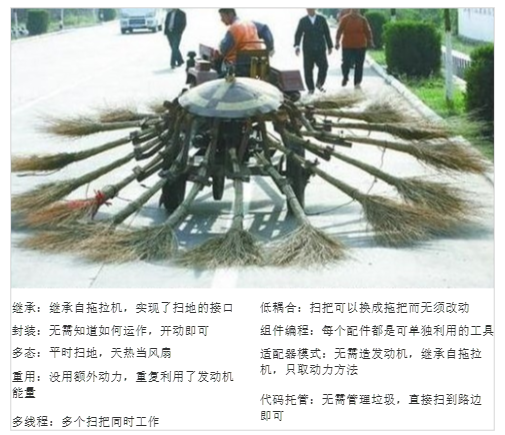 继承：继承自拖拉机，实现了扫地的接口
封装：无需知道如何运作，开动即可
多态：平时扫地，天热当风扇
重用：没用额外动力，重复利用了发动机
能量
多线程：多个扫把同时工作
低耦合：扫把可以换成拖把而无须改动
组件编程：每个配件都是可单独利用的工具
适配器模式：无需造发动机，继承自拖拉
机，只取动力方法
代码托管：无需管理垃圾，直接扫到路边
即可